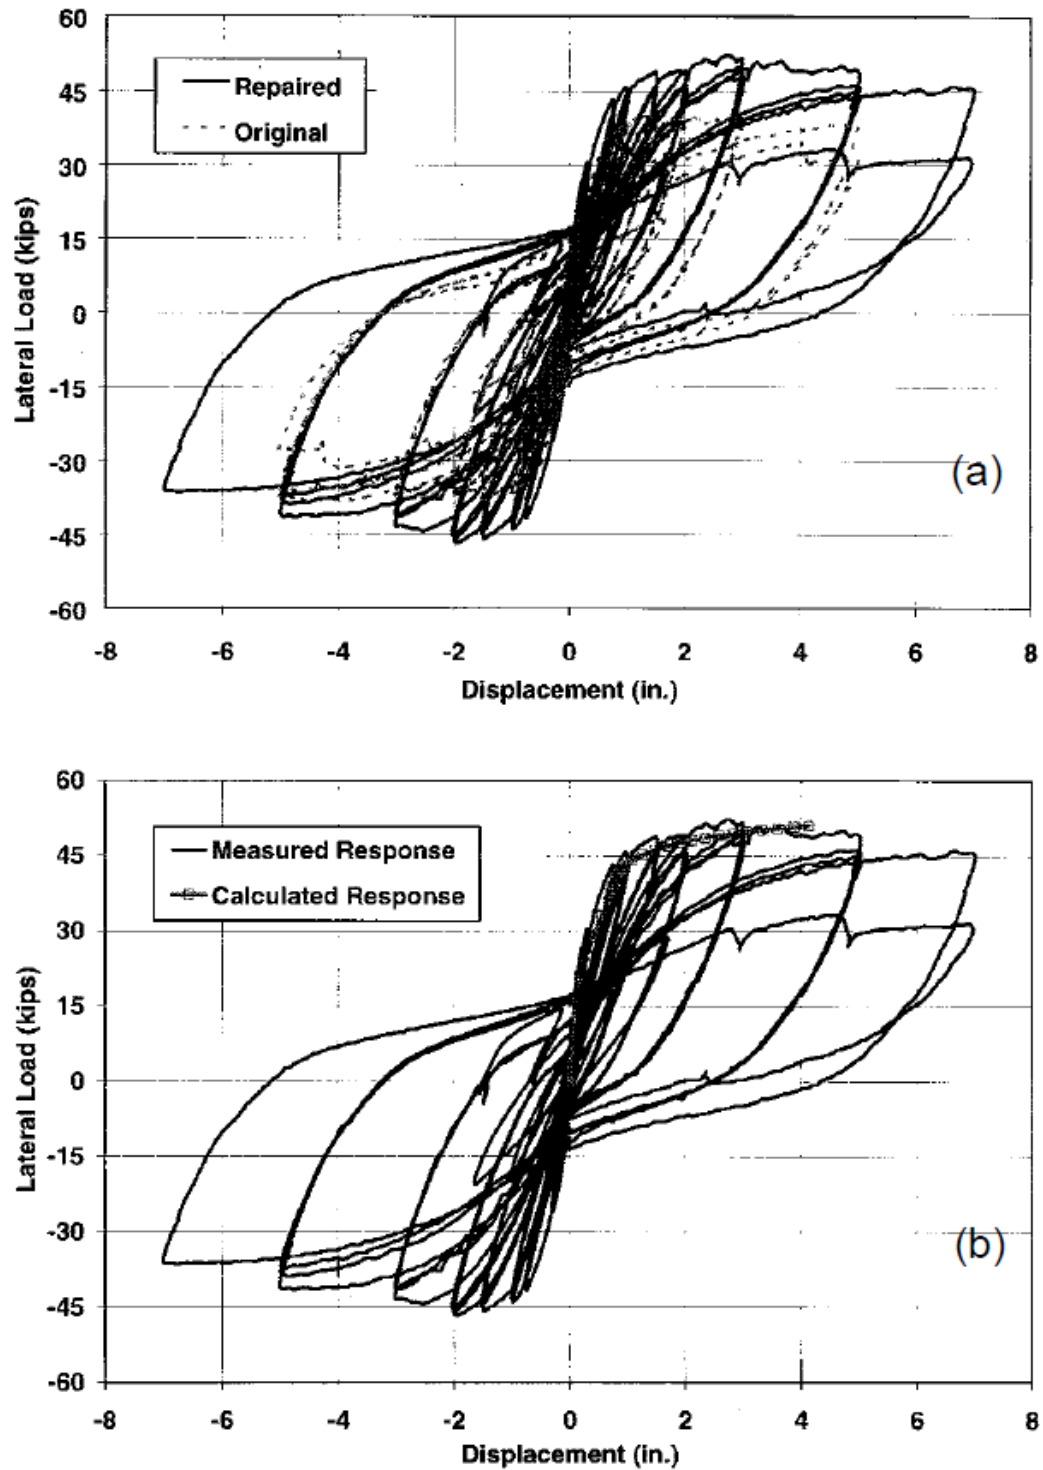 60
45
30
15
0
-15
-30
-45
-60
Lateral Load (kips)
Repaired
Original
(a)
-8 -6 -4 -2 0 2 4 6 8
Displacement (in.)
60
45
30
15
0
-15
-30
-45
-60
Lateral Load (kips)
Measured Response
Calculated Response
(b)
-8 -6 -4 -2 0 2 4 6 8
Displacement (in.)